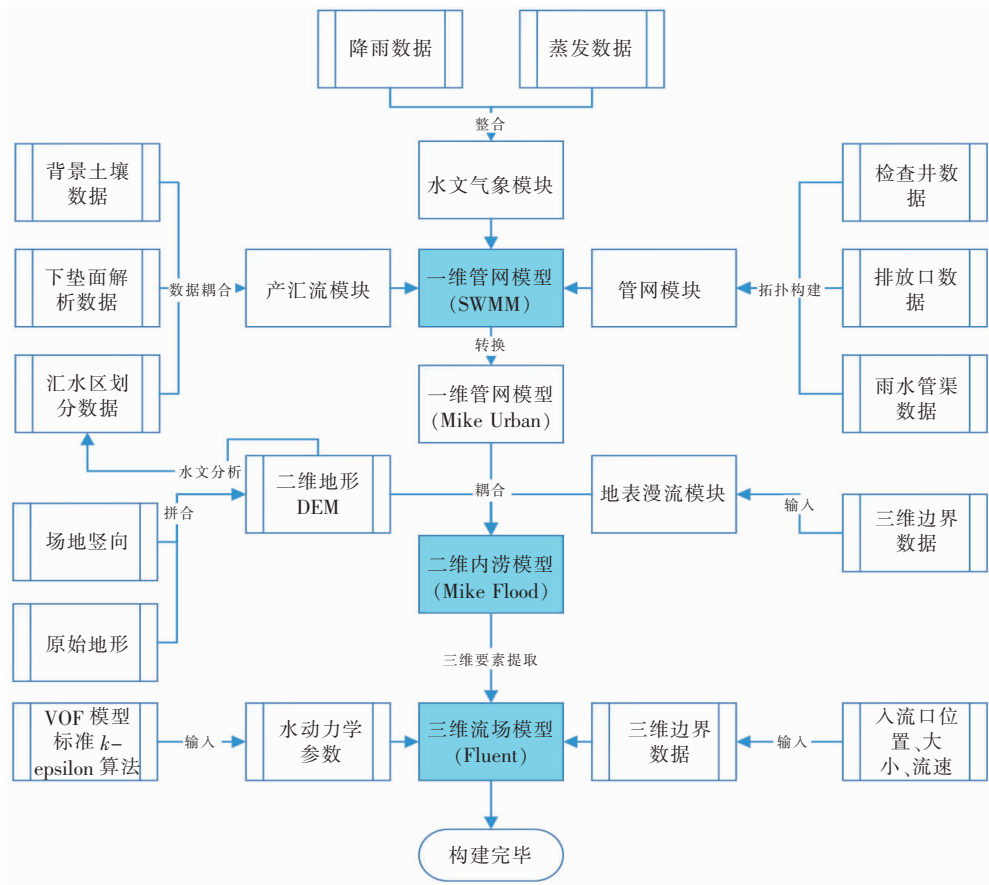 降雨数据
蒸发数据
整合
水文气象模块
背景土壤
数据
检查井数
据
下垫面解
析数据
数据耦合
产汇流模块
一维管网模型
(SWMM)
管网模块
拓扑构建
排放口数
据
转换
汇水区划
分数据
一维管网模型
(Mike Urban)
雨水管渠
数据
水文分析
二维地形
DEM
耦合
地表漫流模块
输入
三维边界
数据
拼合
场地竖向
二维内涝模型
(Mike Flood)
原始地形
三维要素提取
VOF 模型
标准 k-
epsilon 算法
输入
水动力学
参数
三维流场模型
(Fluent)
三维边界
数据
输入
入流口位
置、大
小、流速
构建完毕